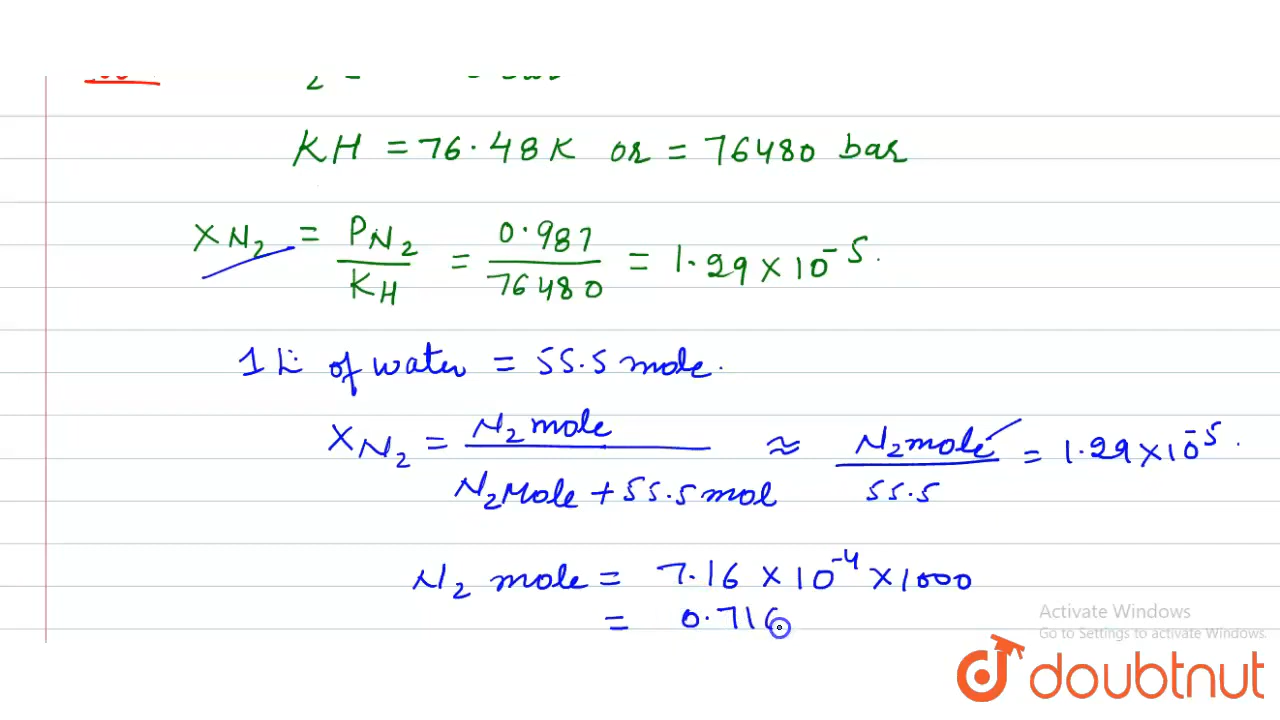 2 =
KH = 76.48K or = 76480 bar
XN2 = PN2 / KH = 0.987 / 76480 = 1.29 × 10^-5.
1 L of water = 55.5 mole.
XN2 = N2 mole / N2 Mole + 55.5 mol ≈ N2 mole / 55.5 = 1.29 × 10^-5.
N2 mole = 7.16 × 10^-4 × 1000
= 0.716
Activate Windows
Go to Settings to activate Windows.
doubtnut